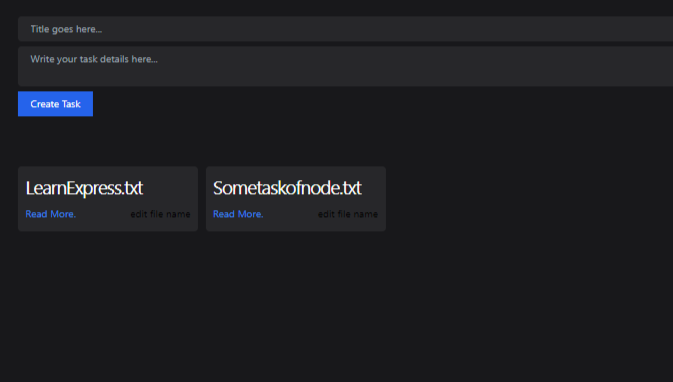 Title goes here...
Write your task details here...
Create Task
LearnExpress.txt
Read More.
edit file name
Sometaskofnode.txt
Read More.
edit file name